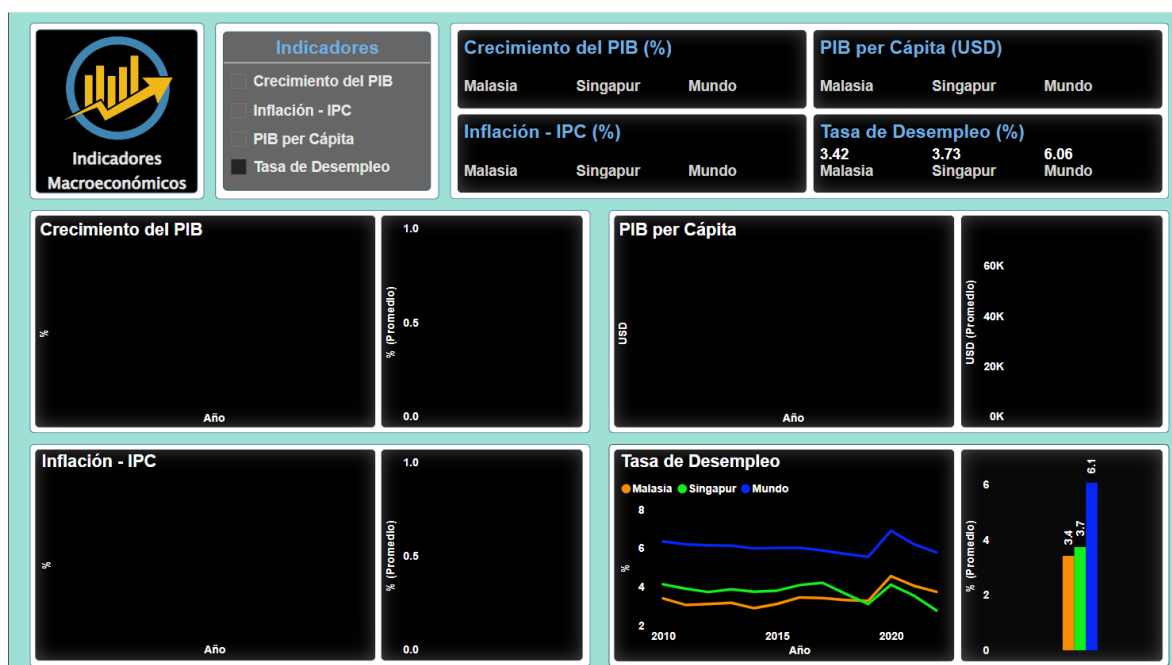 Indicadores
Macroeconómicos
Indicadores
Crecimiento del PIB
Inflación - IPC
PIB per Cápita
Tasa de Desempleo
Crecimiento del PIB (%)
Malasia Singapur Mundo
PIB per Cápita (USD)
Malasia Singapur Mundo
Inflación - IPC (%)
Malasia Singapur Mundo
Tasa de Desempleo (%)
3.42 3.73 6.06
Malasia Singapur Mundo
Crecimiento del PIB
%
Año
% (Promedio)
1.0
0.5
0.0
PIB per Cápita
USD
Año
USD (Promedio)
60K
40K
20K
0K
Inflación - IPC
%
Año
% (Promedio)
1.0
0.5
0.0
Tasa de Desempleo
Malasia Singapur Mundo
%
8
6
4
2
2010 2015 2020
Año
% (Promedio)
6
4
2
0
3.4 3.7 6.1